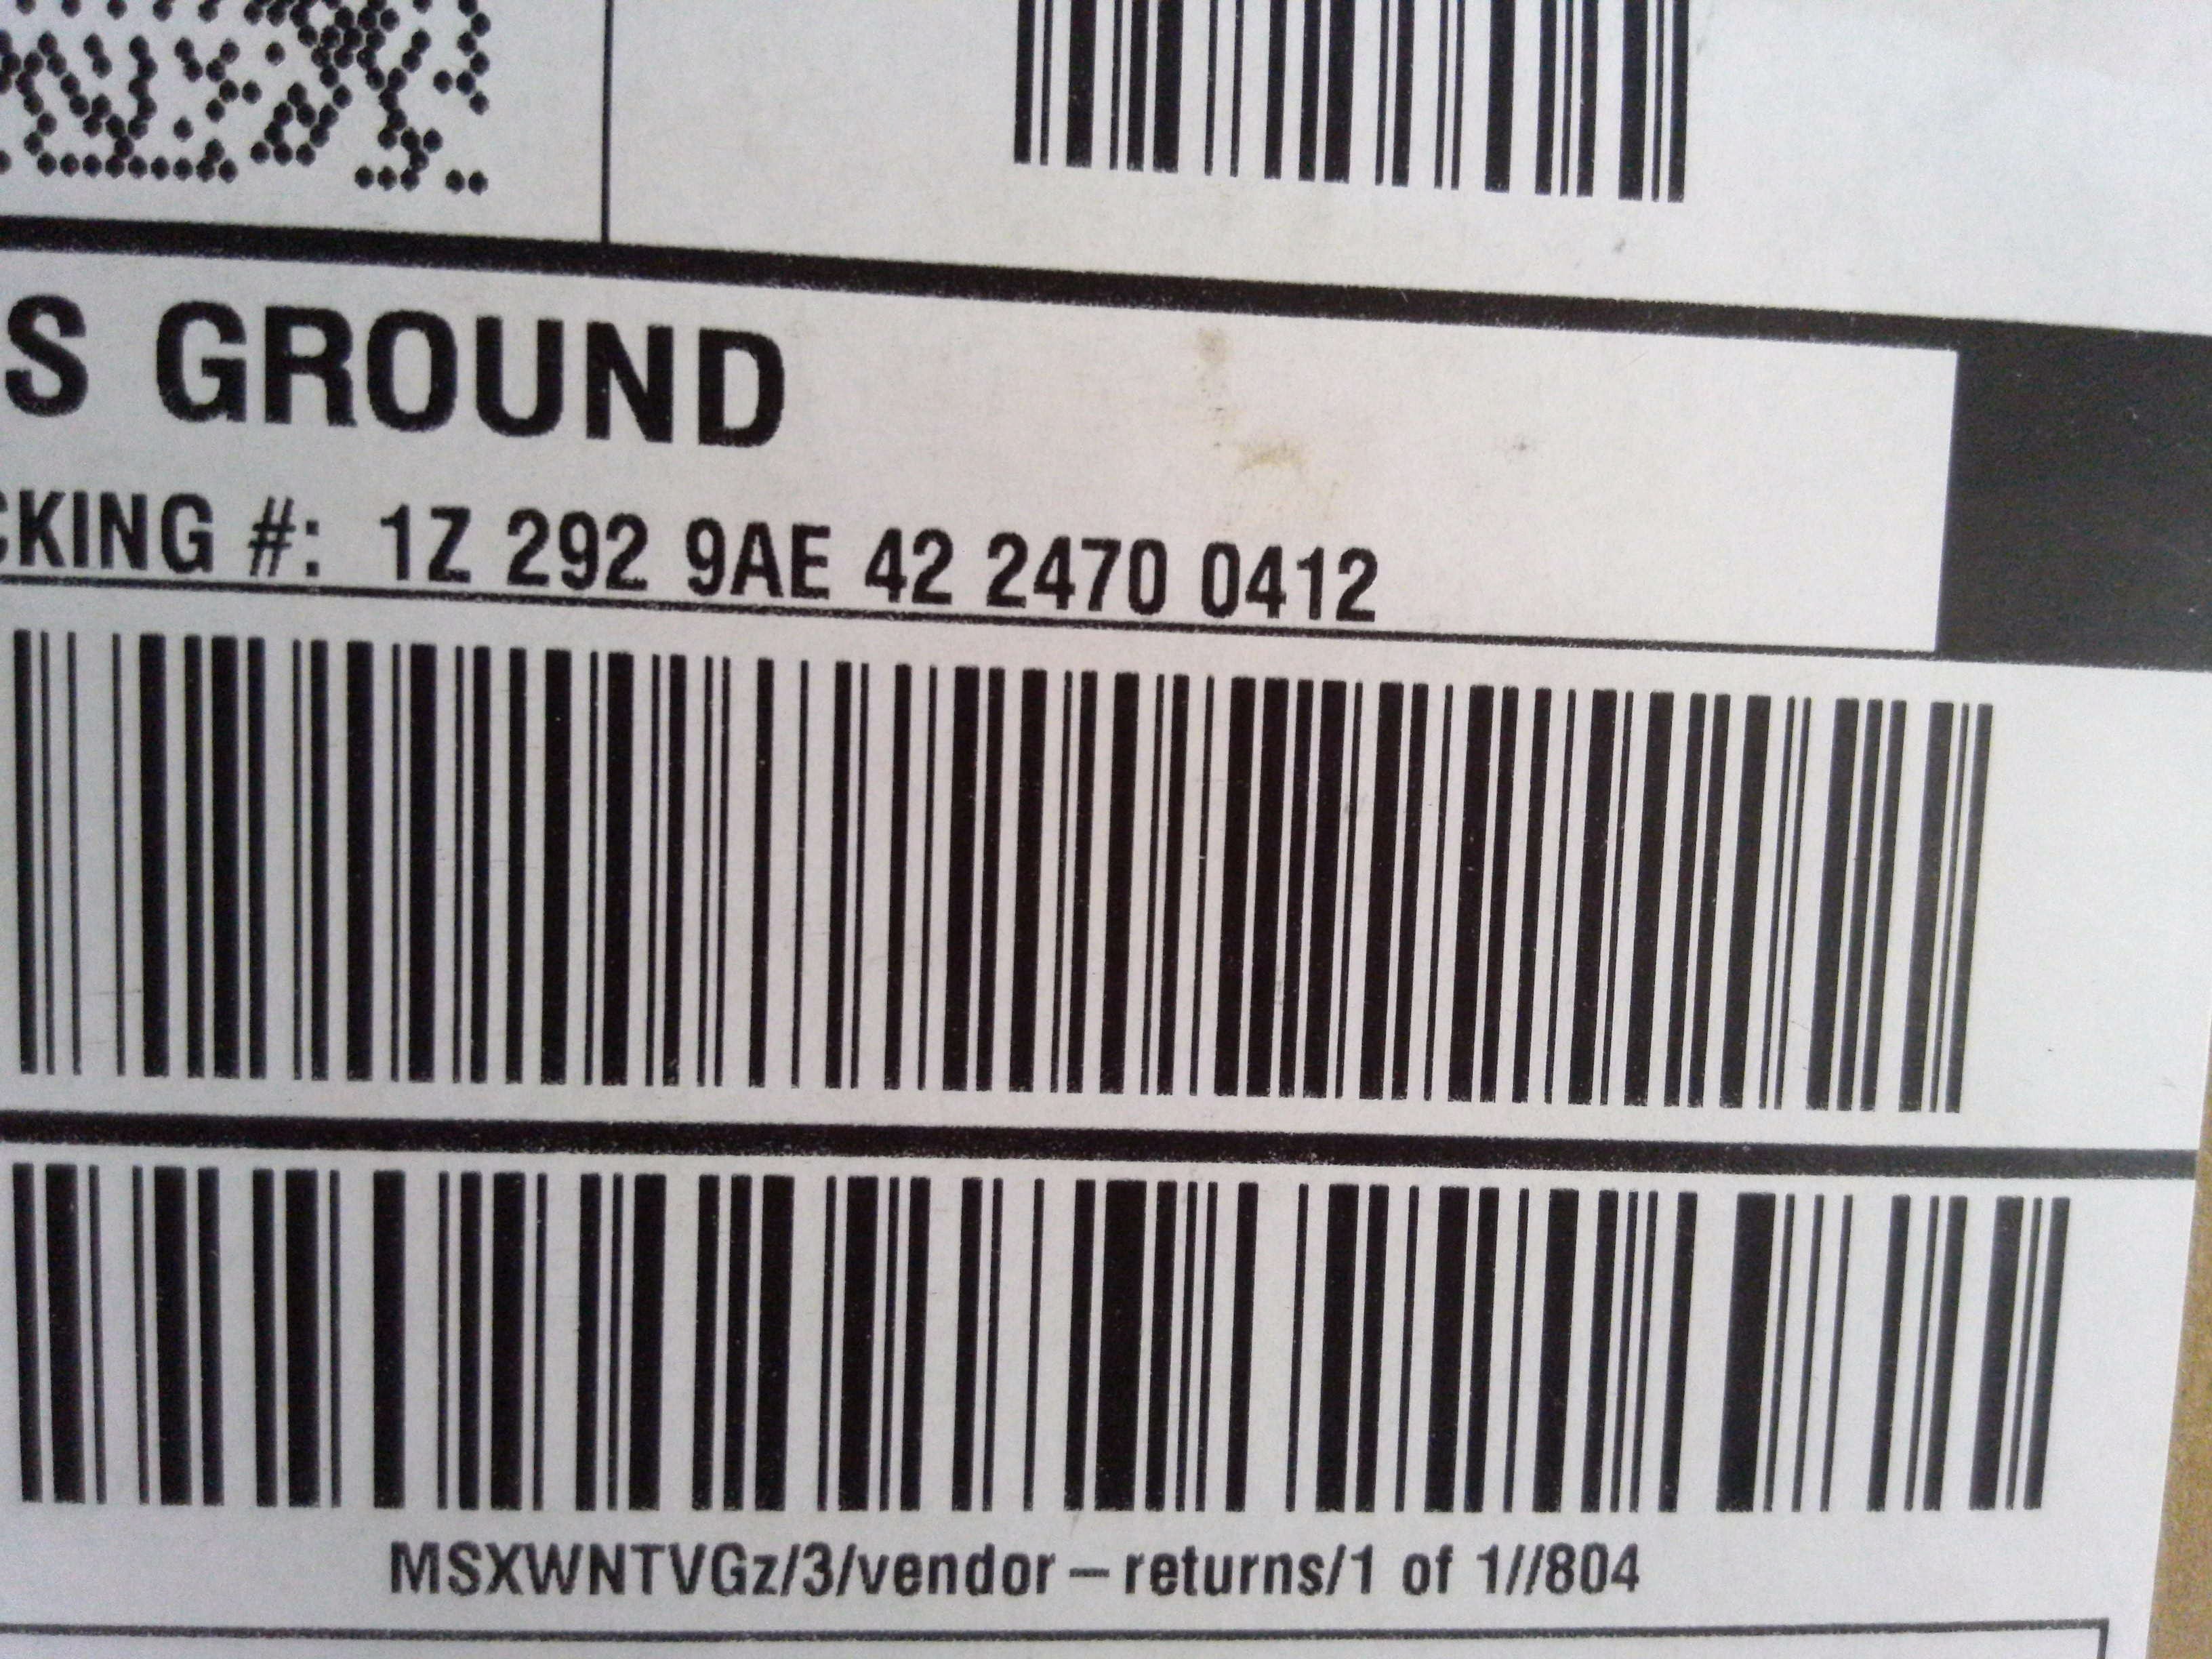 S GROUND
CKING #: 1Z 292 9AE 42 2470 0412
MSXWNTVGz/3/vendor – returns/1 of 1//804